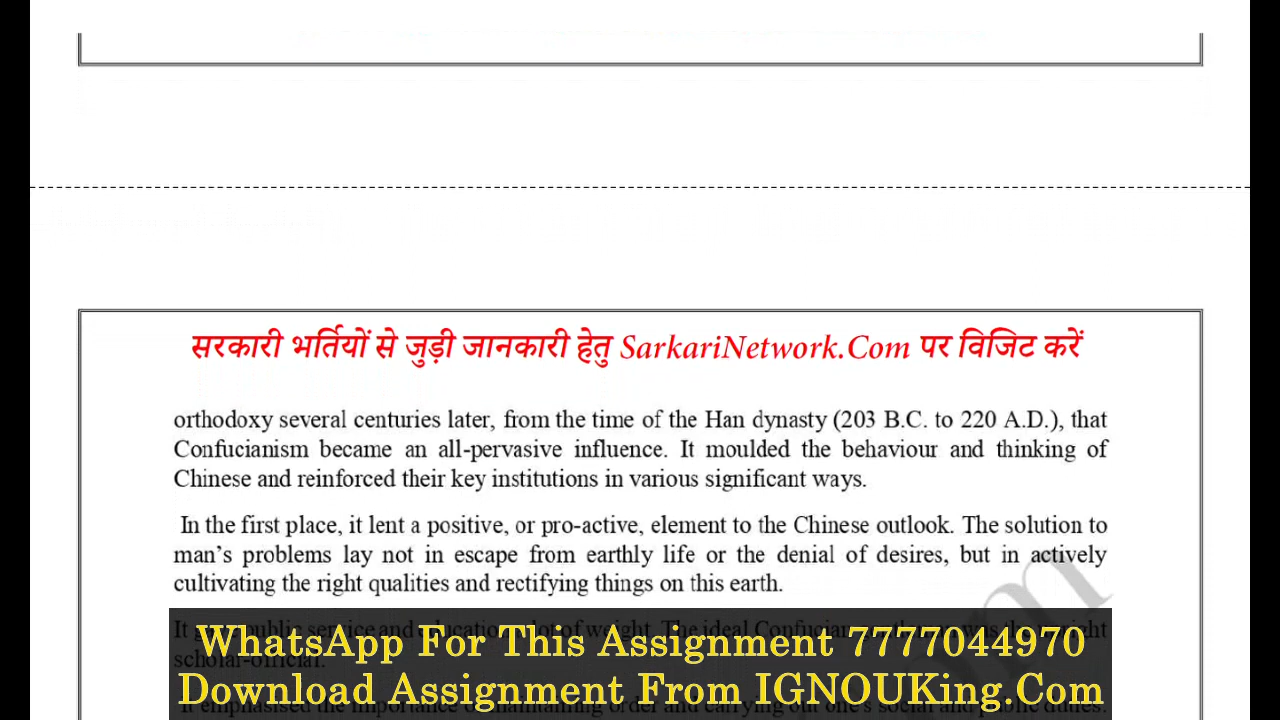 सरकारी भर्तियों से जुड़ी जानकारी हेतु SarkariNetwork.Com पर विजिट करें
orthodoxy several centuries later, from the time of the Han dynasty (203 B.C. to 220 A.D.), that
Confucianism became an all-pervasive influence. It moulded the behaviour and thinking of
Chinese and reinforced their key institutions in various significant ways.
In the first place, it lent a positive, or pro-active, element to the Chinese outlook. The solution to
man's problems lay not in escape from earthly life or the denial of desires, but in actively
cultivating the right qualities and rectifying things on this earth.
WhatsApp For This Assignment 7777044970
scholar-official.
Download Assignment From IGNOUKing.Com